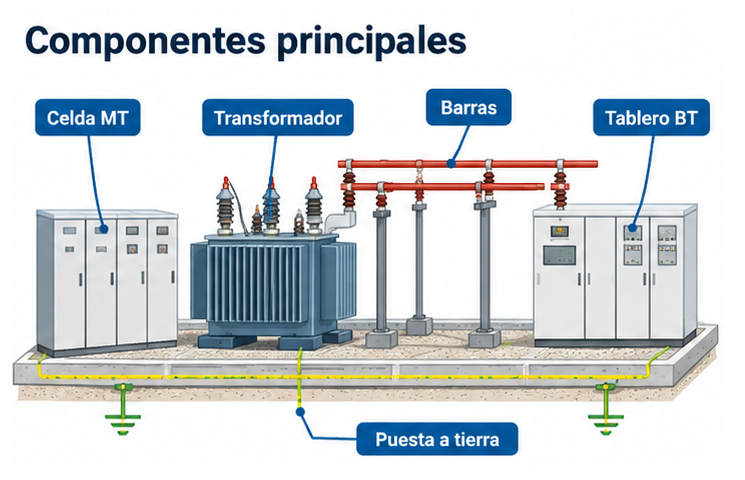 Componentes principales
Celda MT
Transformador
Barras
Tablero BT
Puesta a tierra